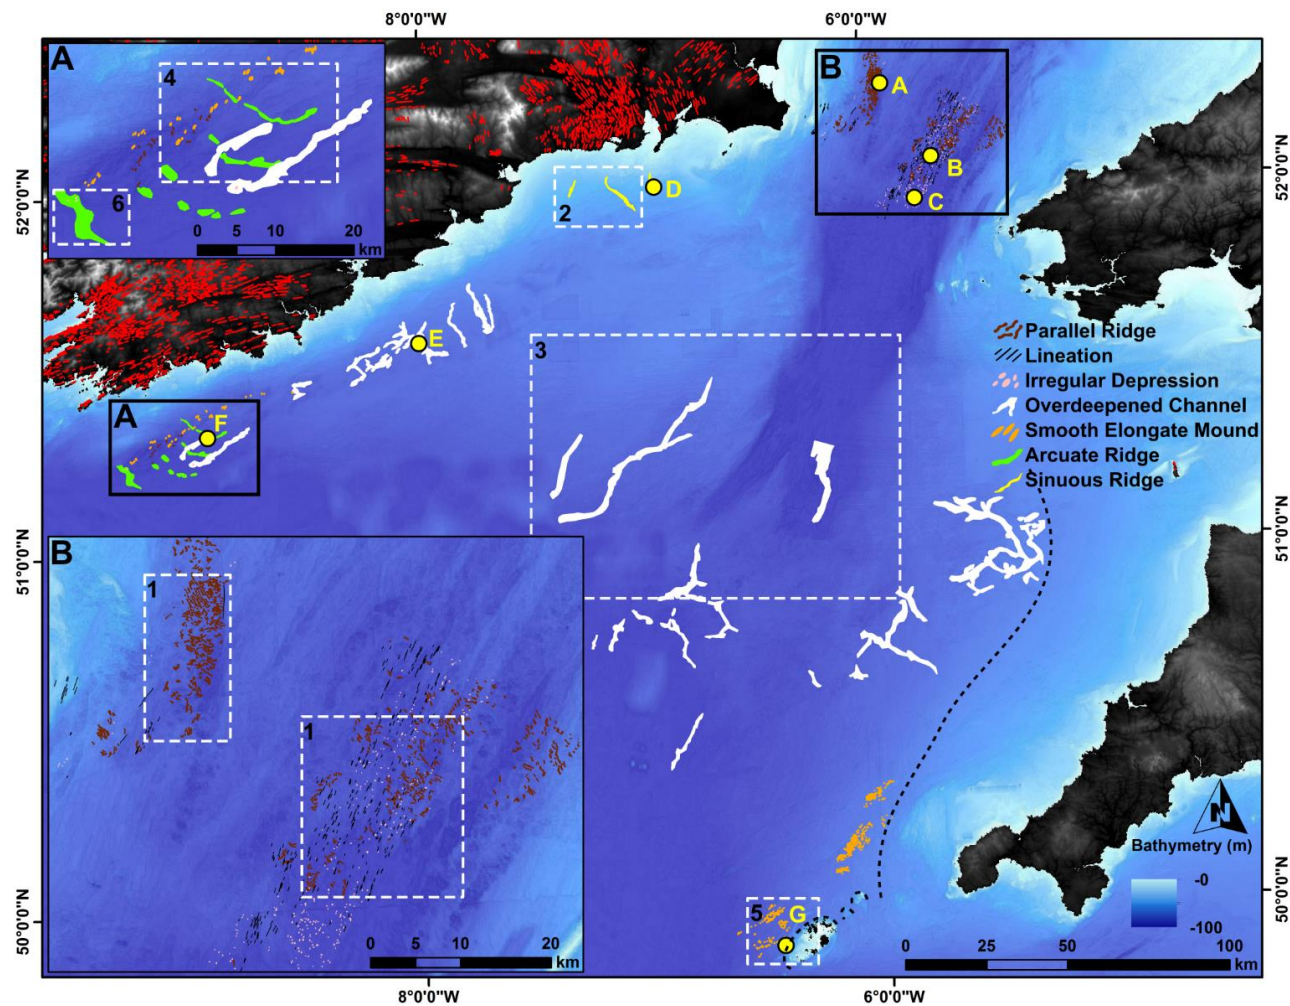 8°0'0"W
6°0'0"W
A
4
6
0 5 10 20
km
B
A
B
C
52°0'0"N
52°0'0"N
2
D
E
3
Parallel Ridge
Lineation
Irregular Depression
Overdeepened Channel
Smooth Elongate Mound
Arcuate Ridge
Sinuous Ridge
A
F
51°0'0"N
51°0'0"N
B
1
1
0 5 10 20
km
N
Bathymetry (m)
-0
-100
50°0'0"N
50°0'0"N
5
G
0 25 50 100
km
8°0'0"W
6°0'0"W